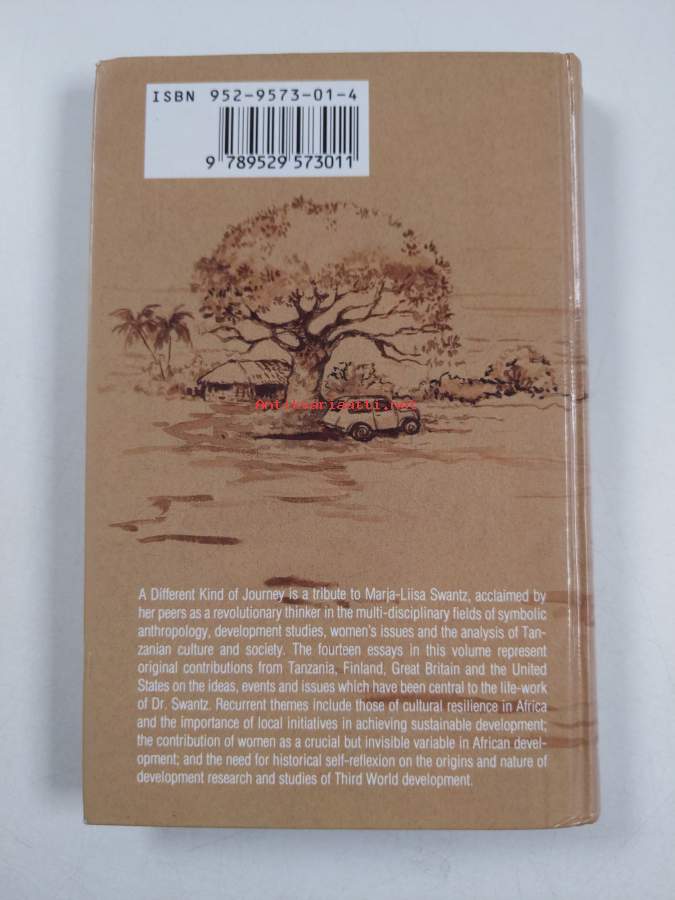 ISBN 952-9573-01-4
9 789529 573011
Antikvariaatti.net
A Different Kind of Journey is a tribute to Marja-Liisa Swantz, acclaimed by
her peers as a revolutionary thinker in the multi-disciplinary fields of symbolic
anthropology, development studies, women's issues and the analysis of Tan-
zanian culture and society. The fourteen essays in this volume represent
original contributions from Tanzania, Finland, Great Britain and the United
States on the ideas, events and issues which have been central to the life-work
of Dr. Swantz. Recurrent themes include those of cultural resilience in Africa
and the importance of local initiatives in achieving sustainable development;
the contribution of women as a crucial but invisible variable in African devel-
opment; and the need for historical self-reflexion on the origins and nature of
development research and studies of Third World development.